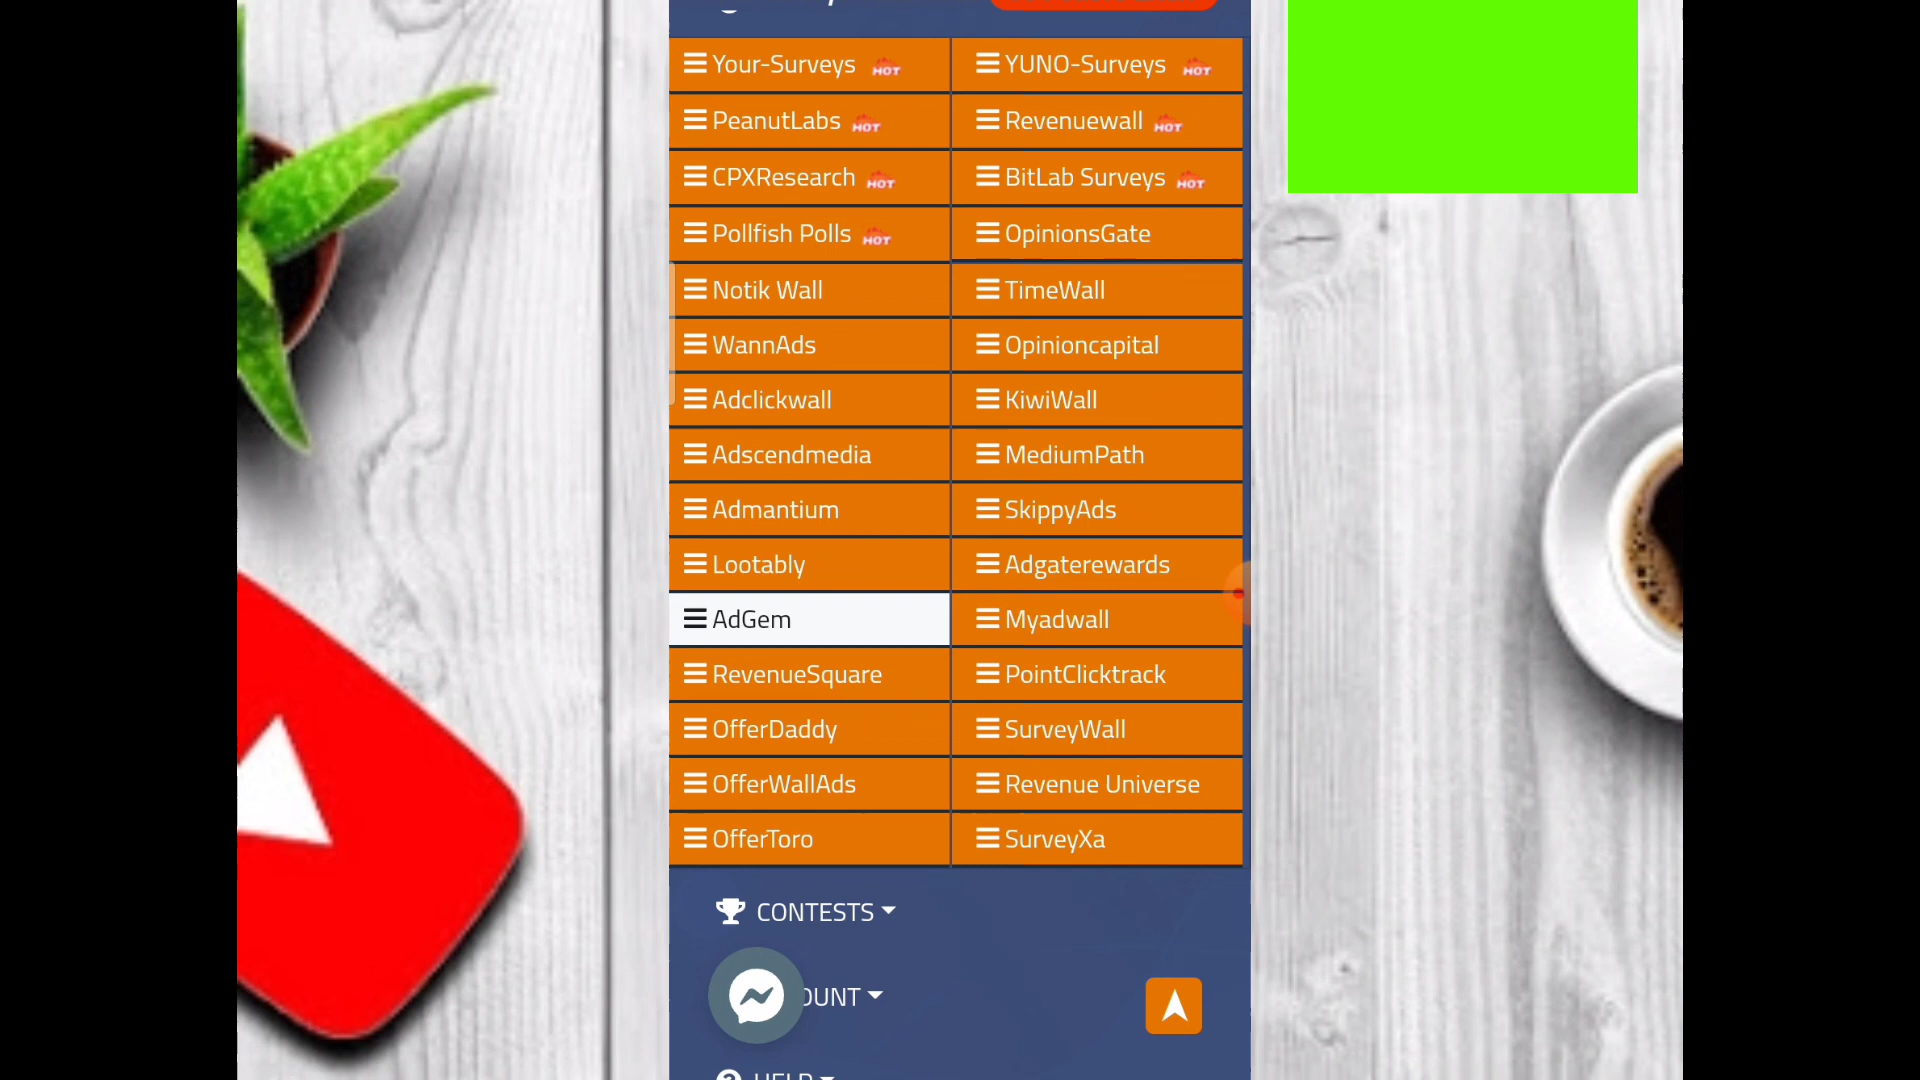 Your-Surveys HOT
YUNO-Surveys HOT
PeanutLabs HOT
Revenuewall HOT
CPXResearch HOT
BitLab Surveys HOT
Pollfish Polls HOT
OpinionsGate
Notik Wall
TimeWall
WannAds
Opinioncapital
Adclickwall
KiwiWall
Adscendmedia
MediumPath
Admantium
SkippyAds
Lootably
Adgaterewards
AdGem
Myadwall
RevenueSquare
PointClicktrack
OfferDaddy
SurveyWall
OfferWallAds
Revenue Universe
OfferToro
SurveyXa
CONTESTS
OUNT
HELP